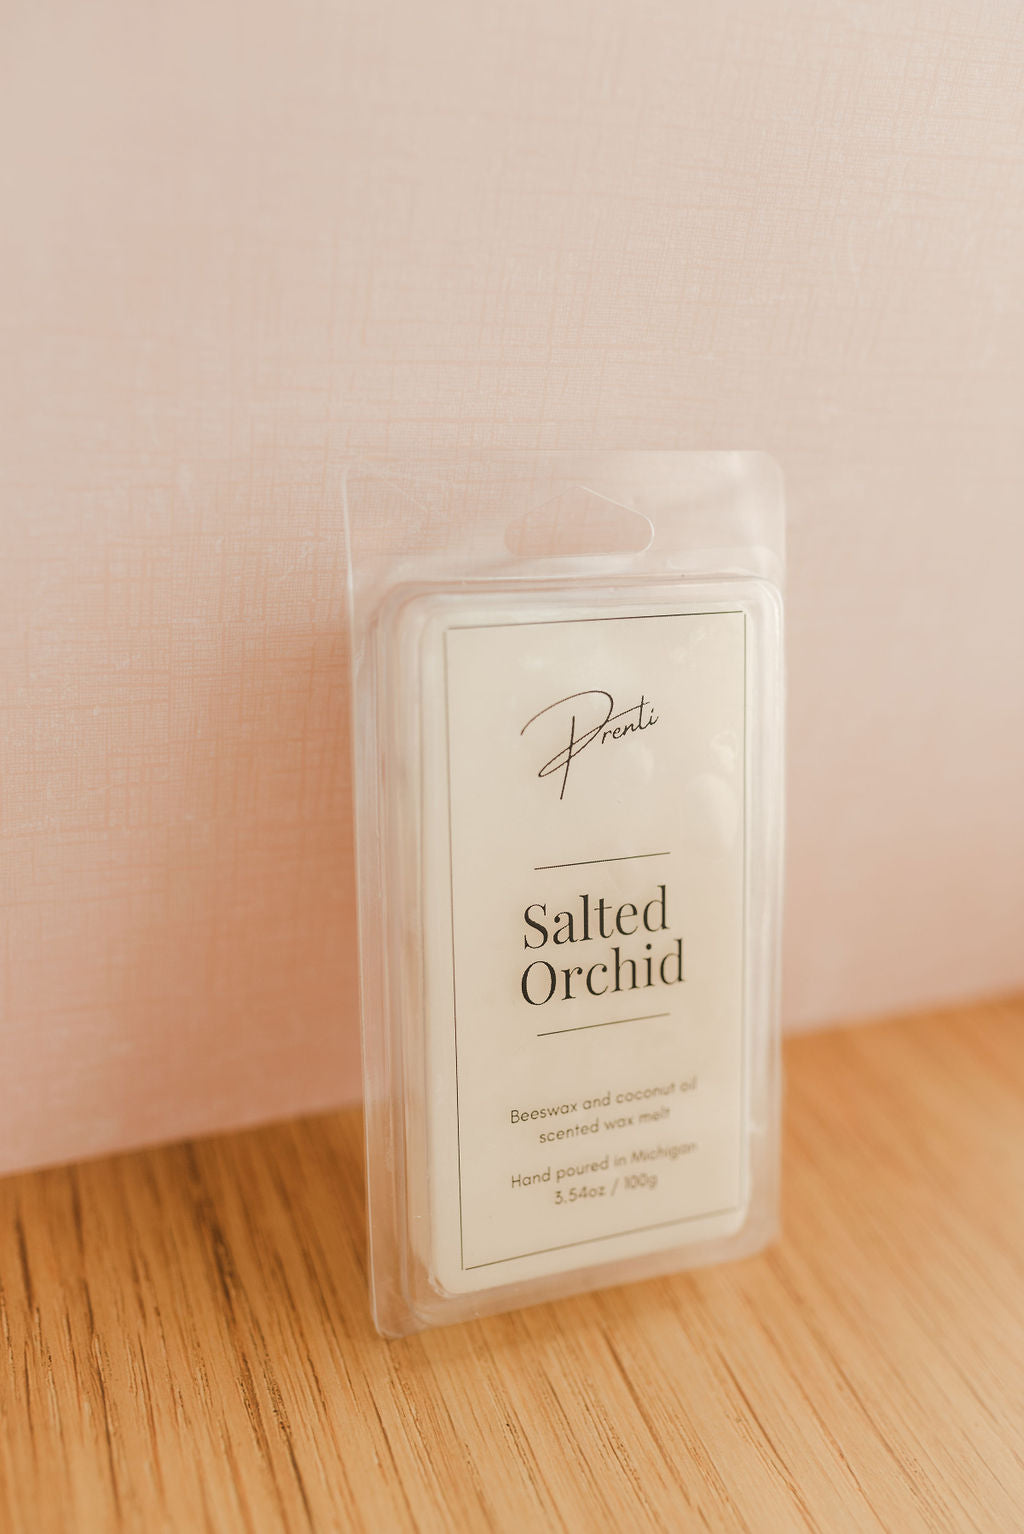 Prenti
Salted
Orchid
Beeswax and coconut oil
scented wax melt
Hand poured in Michigan
3.54oz / 100g